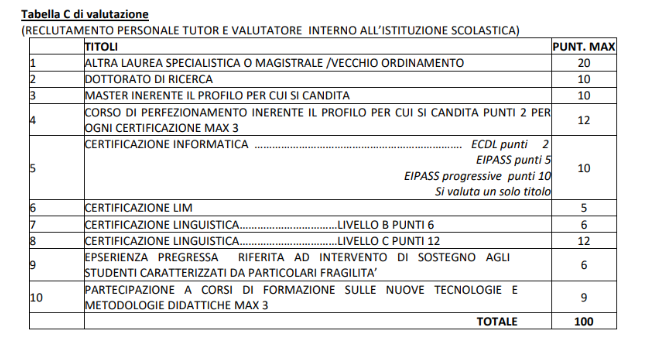 Tabella C di valutazione
(RECLUTAMENTO PERSONALE TUTOR E VALUTATORE INTERNO ALL'ISTITUZIONE SCOLASTICA)
TITOLI PUNT. MAX
1 ALTRA LAUREA SPECIALISTICA O MAGISTRALE /VECCHIO ORDINAMENTO 20
2 DOTTORATO DI RICERCA 10
3 MASTER INERENTE IL PROFILO PER CUI SI CANDITA 10
4 CORSO DI PERFEZIONAMENTO INERENTE IL PROFILO PER CUI SI CANDITA PUNTI 2 PER
OGNI CERTIFICAZIONE MAX 3 12
5 CERTIFICAZIONE INFORMATICA ……………………………………………………………… ECDL punti 2
EIPASS punti 5
EIPASS progressive punti 10
Si valuta un solo titolo 10
6 CERTIFICAZIONE LIM 5
7 CERTIFICAZIONE LINGUISTICA……………………………LIVELLO B PUNTI 6 6
8 CERTIFICAZIONE LINGUISTICA……………………………LIVELLO C PUNTI 12 12
9 EPSERIENZA PREGRESSA RIFERITA AD INTERVENTO DI SOSTEGNO AGLI
STUDENTI CARATTERIZZATI DA PARTICOLARI FRAGILITA' 6
10 PARTECIPAZIONE A CORSI DI FORMAZIONE SULLE NUOVE TECNOLOGIE E
METODOLOGIE DIDATTICHE MAX 3 9
TOTALE 100